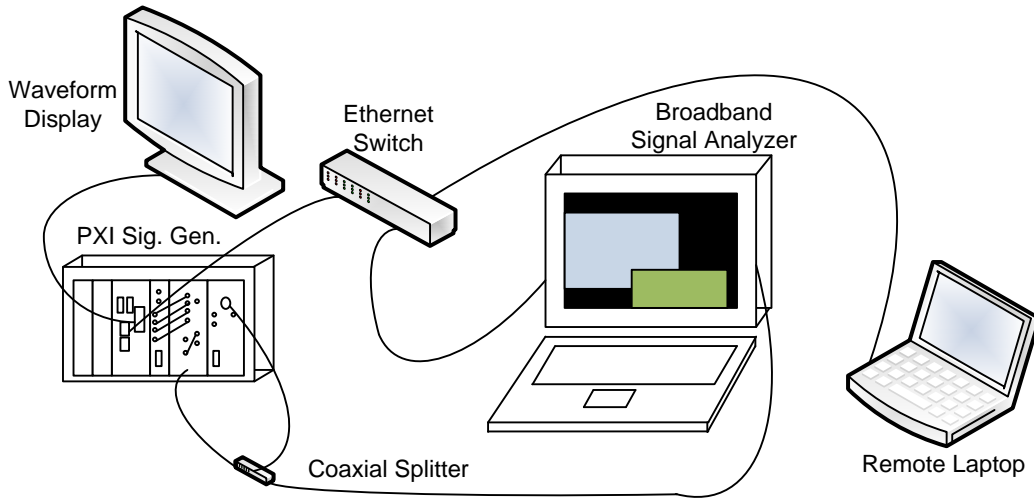 Waveform
Display
Ethernet
Switch
Broadband
Signal Analyzer
PXI Sig. Gen.
Coaxial Splitter
Remote Laptop